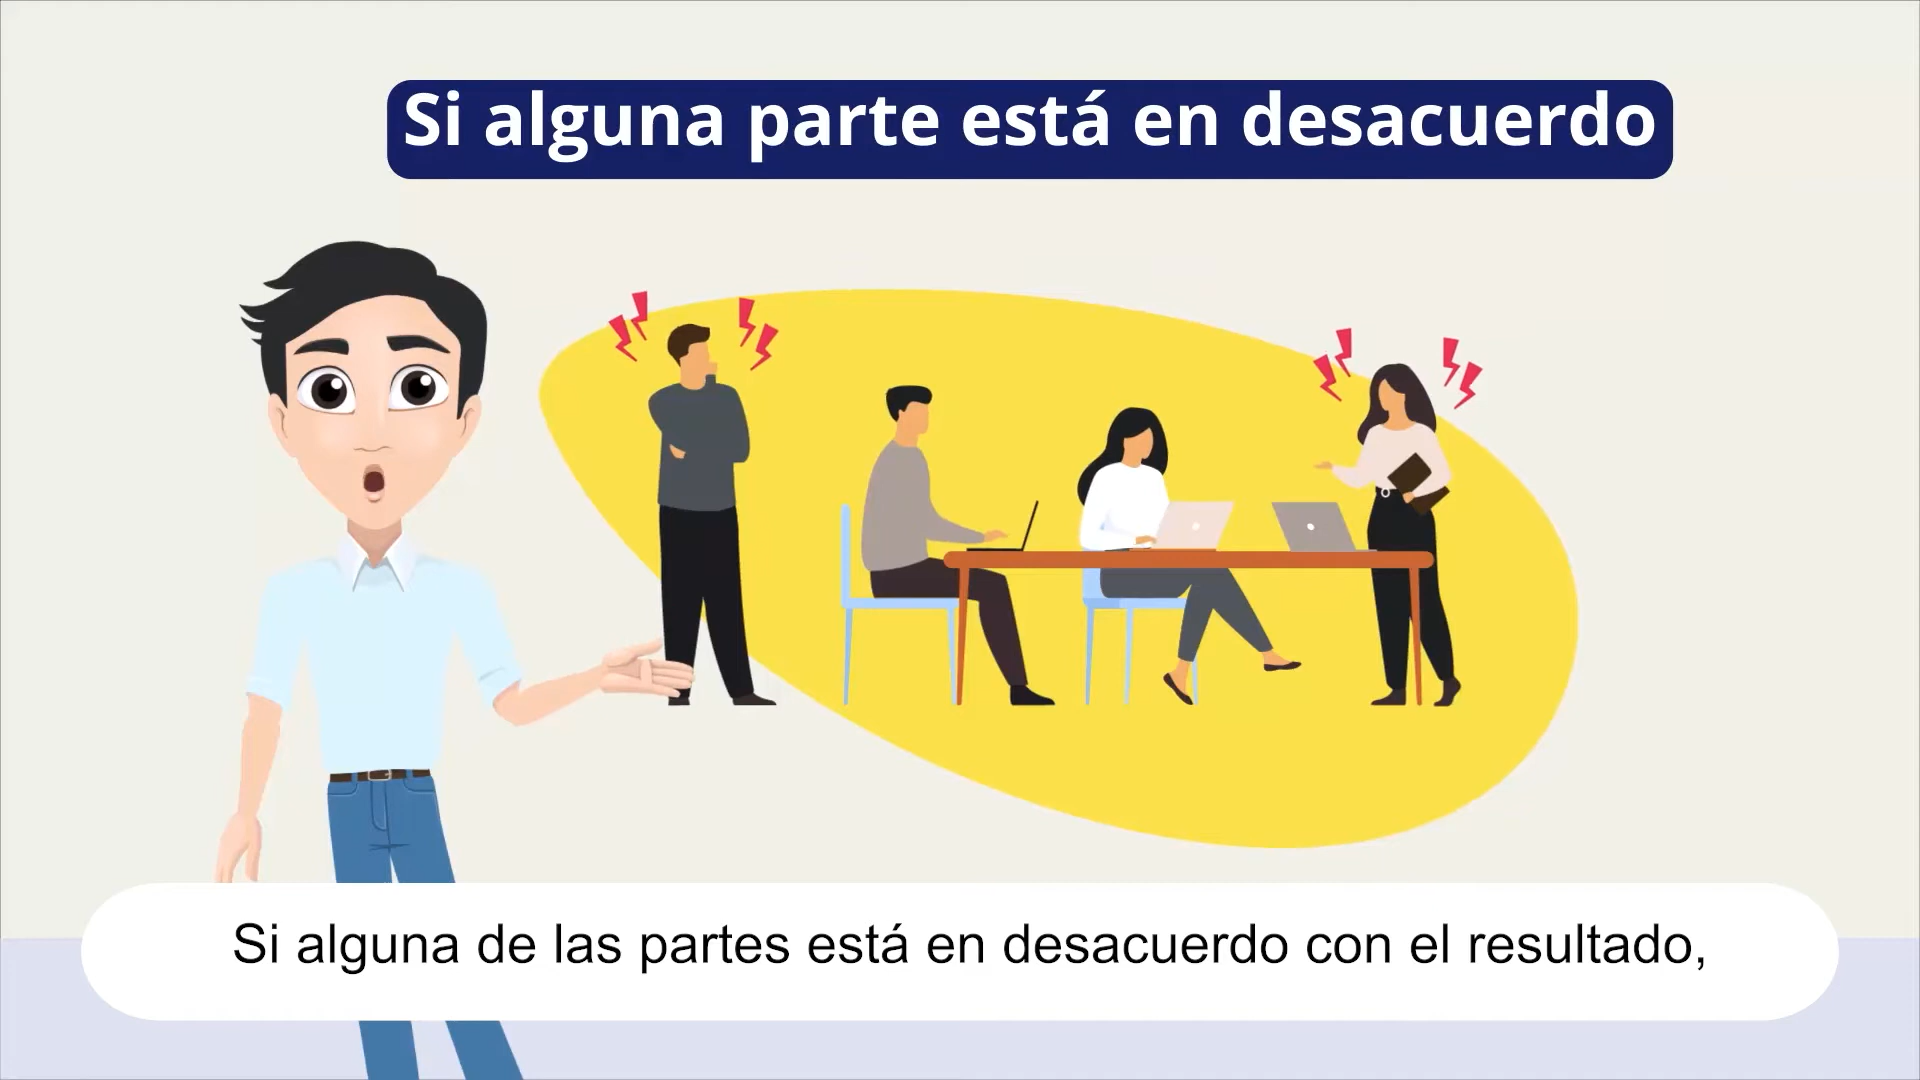 Si alguna parte está en desacuerdo
Si alguna de las partes está en desacuerdo con el resultado,